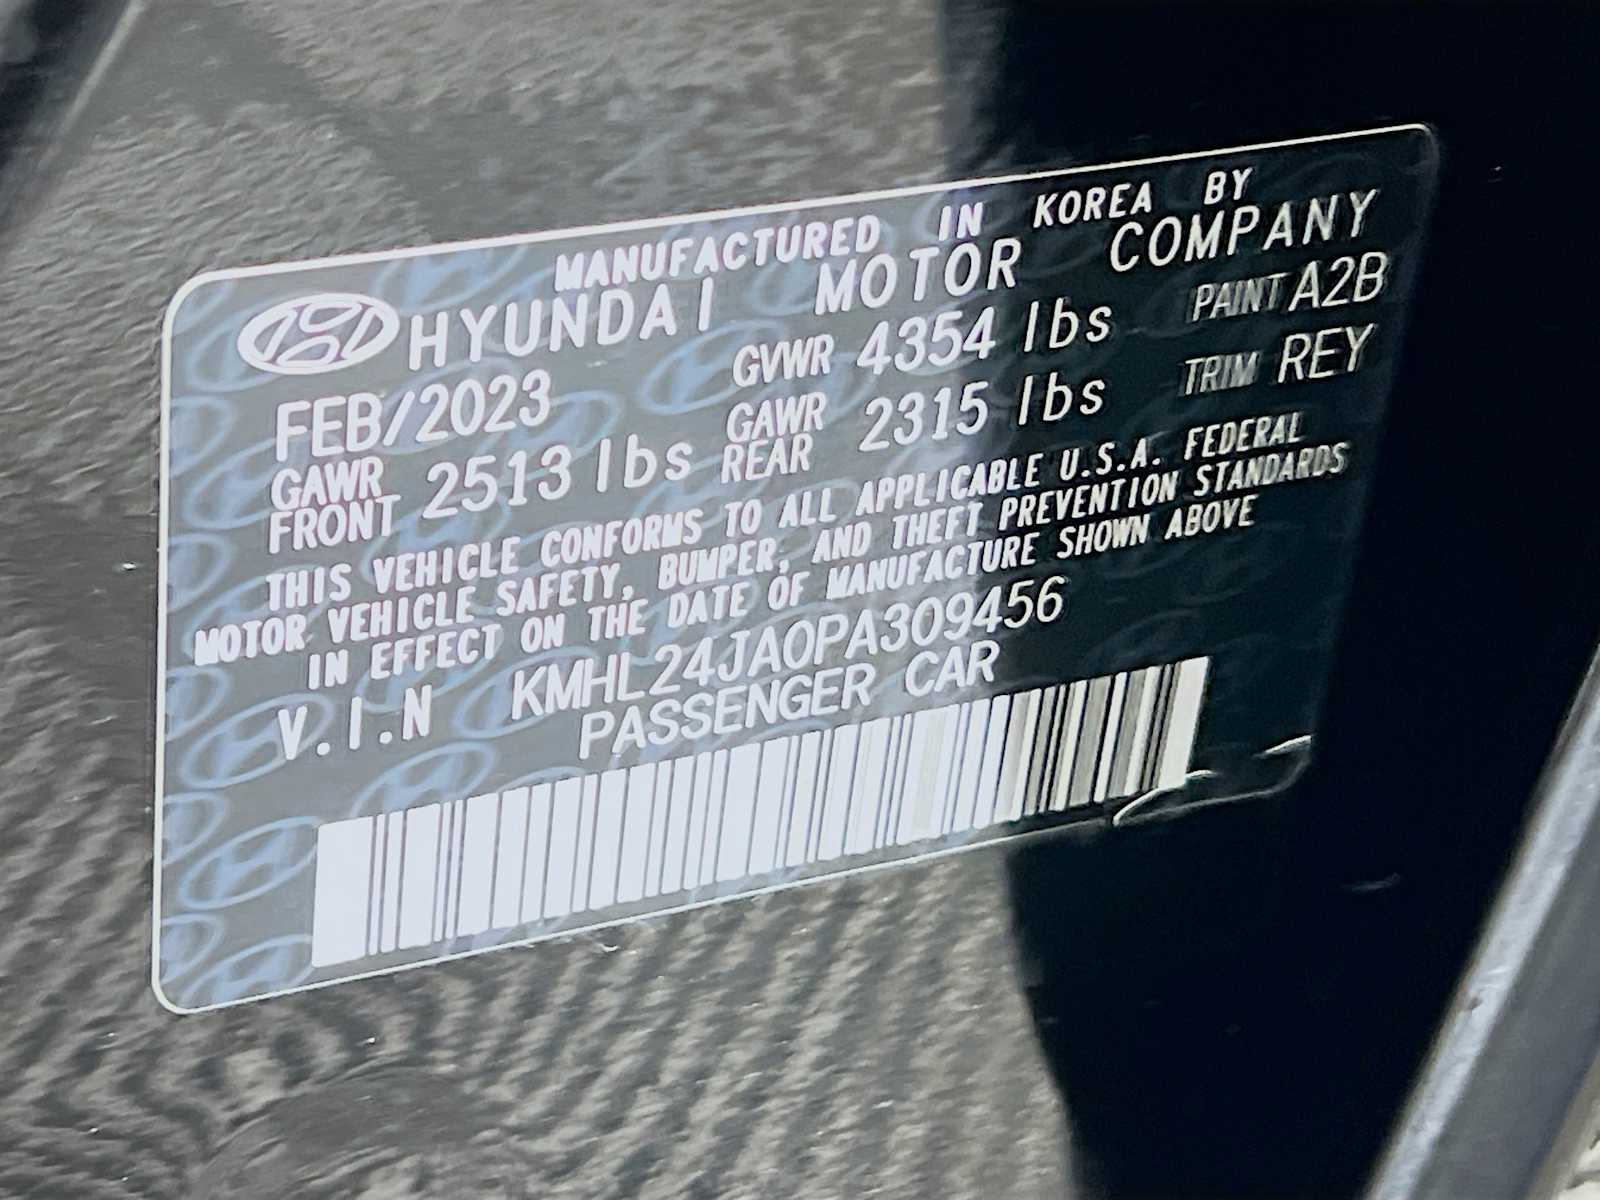 MANUFACTURED IN KOREA BY
HYUNDAI MOTOR COMPANY
FEB/2023 GVWR 4354 lbs PAINT A2B
GAWR FRONT 2513 lbs GAWR REAR 2315 lbs TRIM REY
THIS VEHICLE CONFORMS TO ALL APPLICABLE U.S.A. FEDERAL
MOTOR VEHICLE SAFETY, BUMPER, AND THEFT PREVENTION STANDARDS
IN EFFECT ON THE DATE OF MANUFACTURE SHOWN ABOVE
V.I.N KMHL24JA0PA309456
PASSENGER CAR